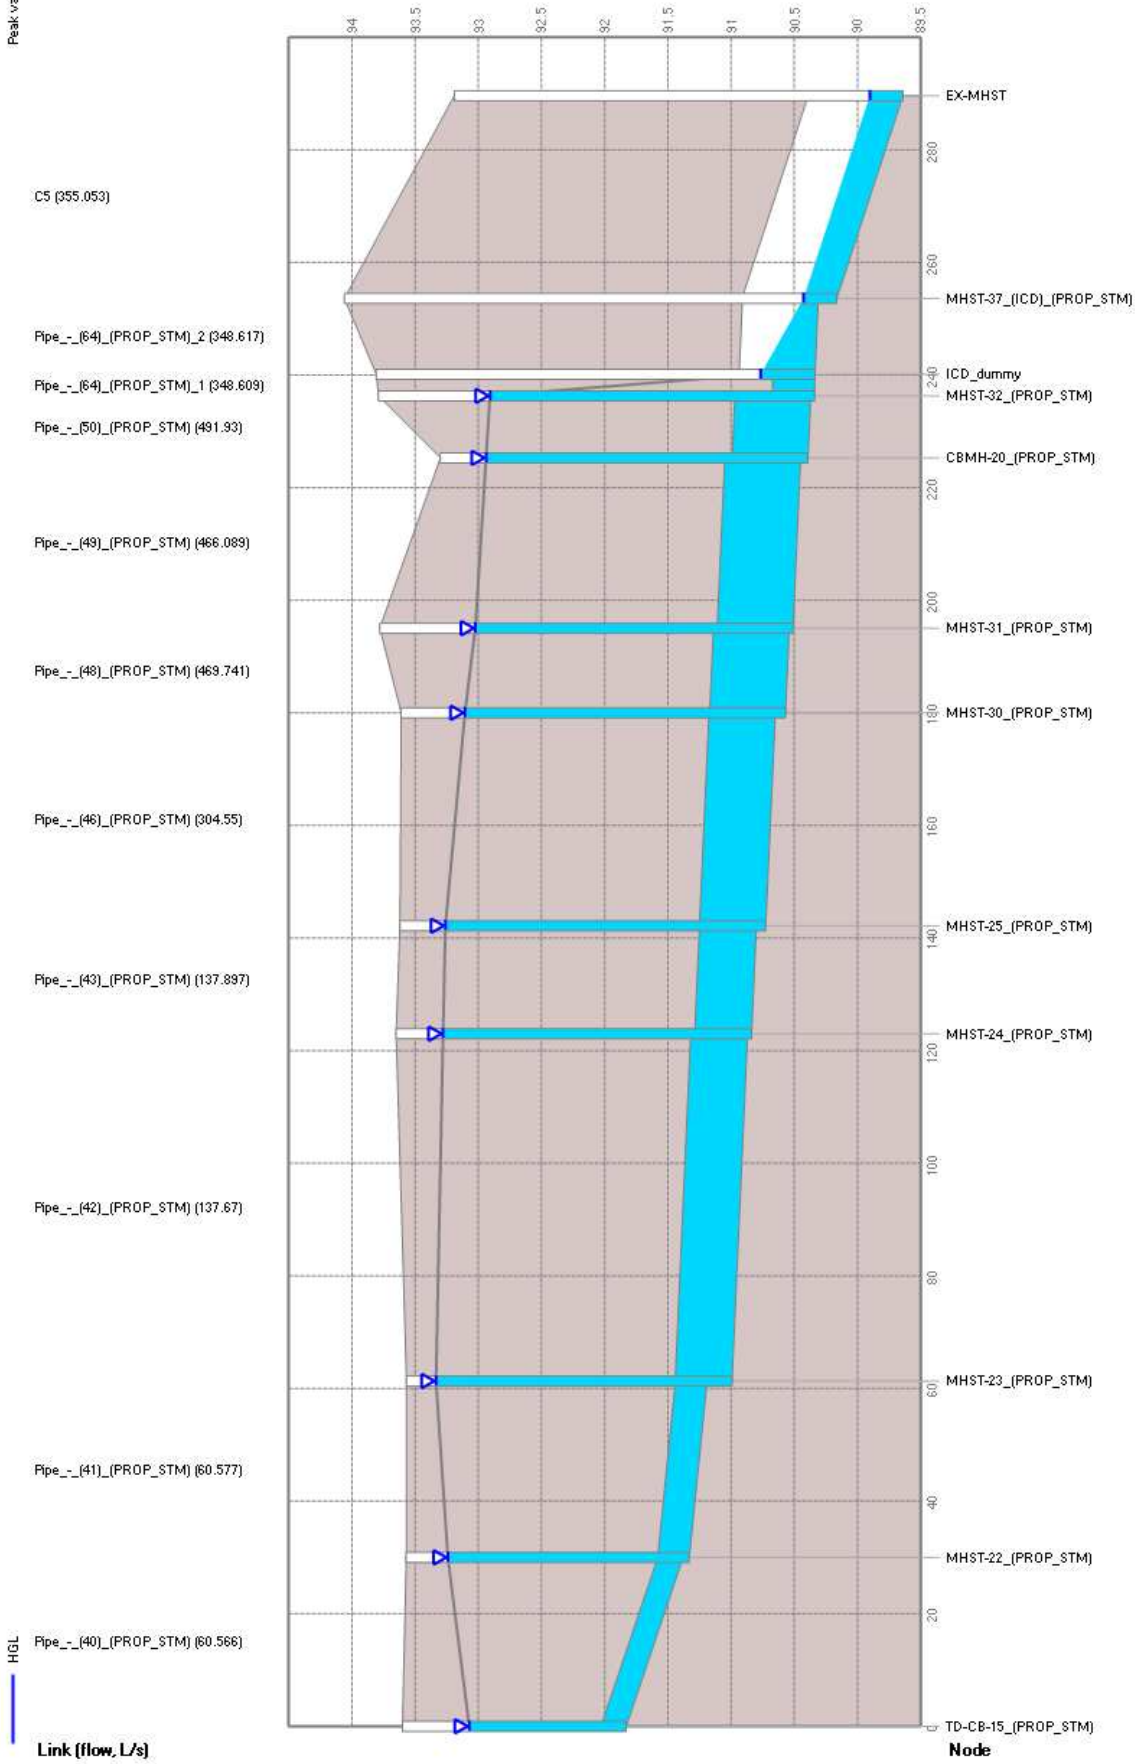 Peak va
94
93.5
93
92.5
92
91.5
91
90.5
90
89.5
EX-MHST
280
C5 (355.053)
260
MHST-37_(ICD)_(PROP_STM)
Pipe_-_(64)_(PROP_STM)_2 (348.617)
240
ICD_dummy
Pipe_-_(64)_(PROP_STM)_1 (348.609)
MHST-32_(PROP_STM)
Pipe_-_(50)_(PROP_STM) (491.93)
CBMH-20_(PROP_STM)
220
Pipe_-_(49)_(PROP_STM) (466.089)
200
MHST-31_(PROP_STM)
Pipe_-_(48)_(PROP_STM) (469.741)
180
MHST-30_(PROP_STM)
Pipe_-_(46)_(PROP_STM) (304.55)
160
MHST-25_(PROP_STM)
140
Pipe_-_(43)_(PROP_STM) (137.897)
MHST-24_(PROP_STM)
120
100
Pipe_-_(42)_(PROP_STM) (137.67)
80
MHST-23_(PROP_STM)
60
Pipe_-_(41)_(PROP_STM) (60.577)
40
MHST-22_(PROP_STM)
20
Pipe_-_(40)_(PROP_STM) (60.566)
HGL
0
TD-CB-15_(PROP_STM)
Link (flow, L/s)
Node